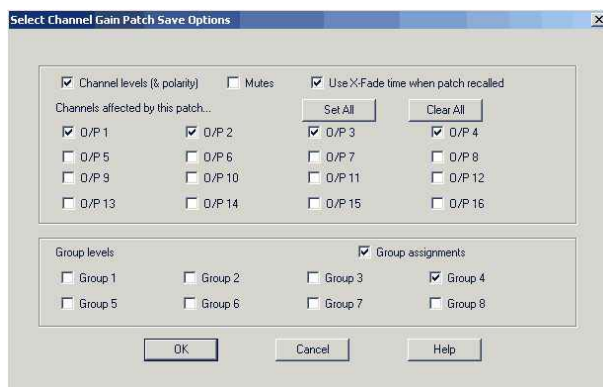 Select Channel Gain Patch Save Options
Channel levels (& polarity) Mutes Use X-Fade time when patch recalled
Channels affected by this patch... Set All Clear All
O/P 1 O/P 2 O/P 3 O/P 4
O/P 5 O/P 6 O/P 7 O/P 8
O/P 9 O/P 10 O/P 11 O/P 12
O/P 13 O/P 14 O/P 15 O/P 16
Group levels Group assignments
Group 1 Group 2 Group 3 Group 4
Group 5 Group 6 Group 7 Group 8
OK Cancel Help